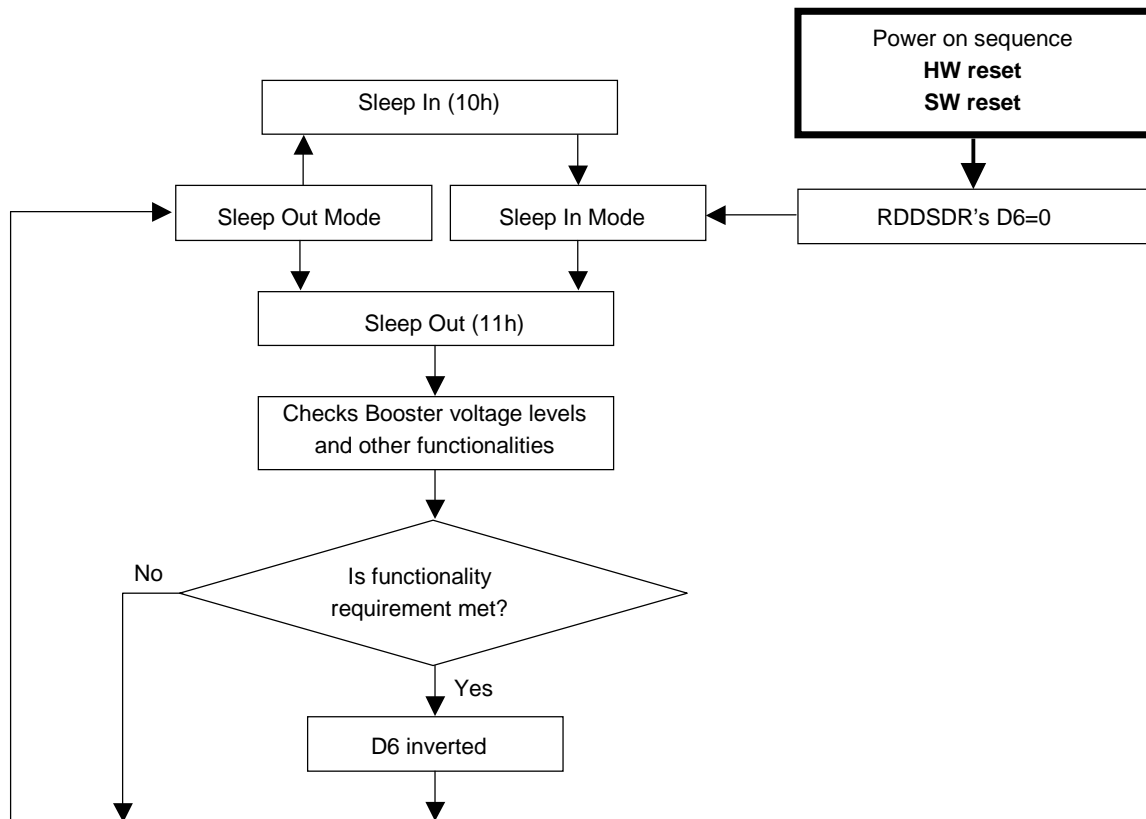 Power on sequence
HW reset
SW reset
Sleep In (10h)
Sleep Out Mode
Sleep In Mode
RDDSDR's D6=0
Sleep Out (11h)
Checks Booster voltage levels
and other functionalities
No
Is functionality
requirement met?
Yes
D6 inverted